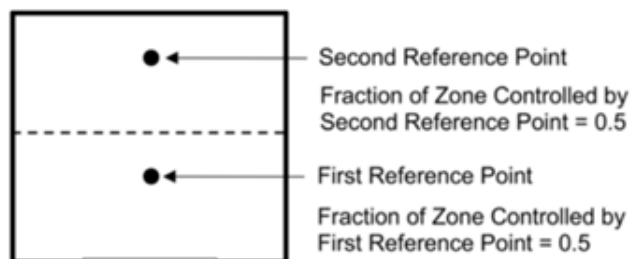 Second Reference Point
Fraction of Zone Controlled by
Second Reference Point = 0.5
First Reference Point
Fraction of Zone Controlled by
First Reference Point = 0.5